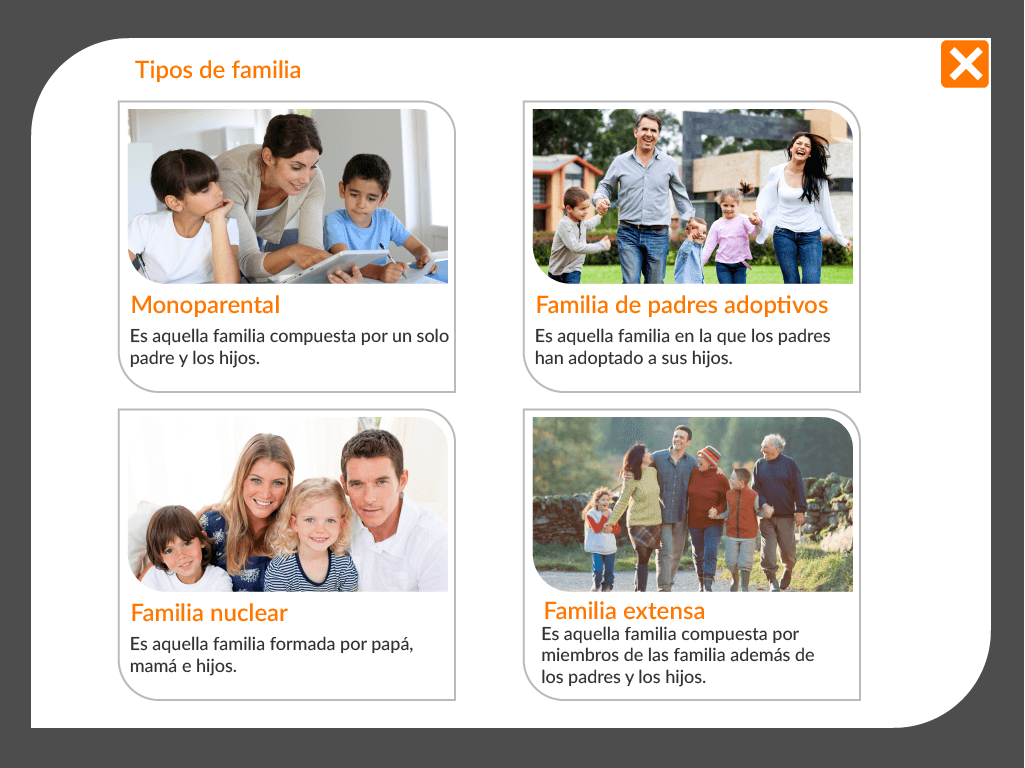 Tipos de familia
Monoparental
Es aquella familia compuesta por un solo
padre y los hijos.
Familia de padres adoptivos
Es aquella familia en la que los padres
han adoptado a sus hijos.
Familia nuclear
Es aquella familia formada por papá,
mamá e hijos.
Familia extensa
Es aquella familia compuesta por
miembros de las familia además de
los padres y los hijos.